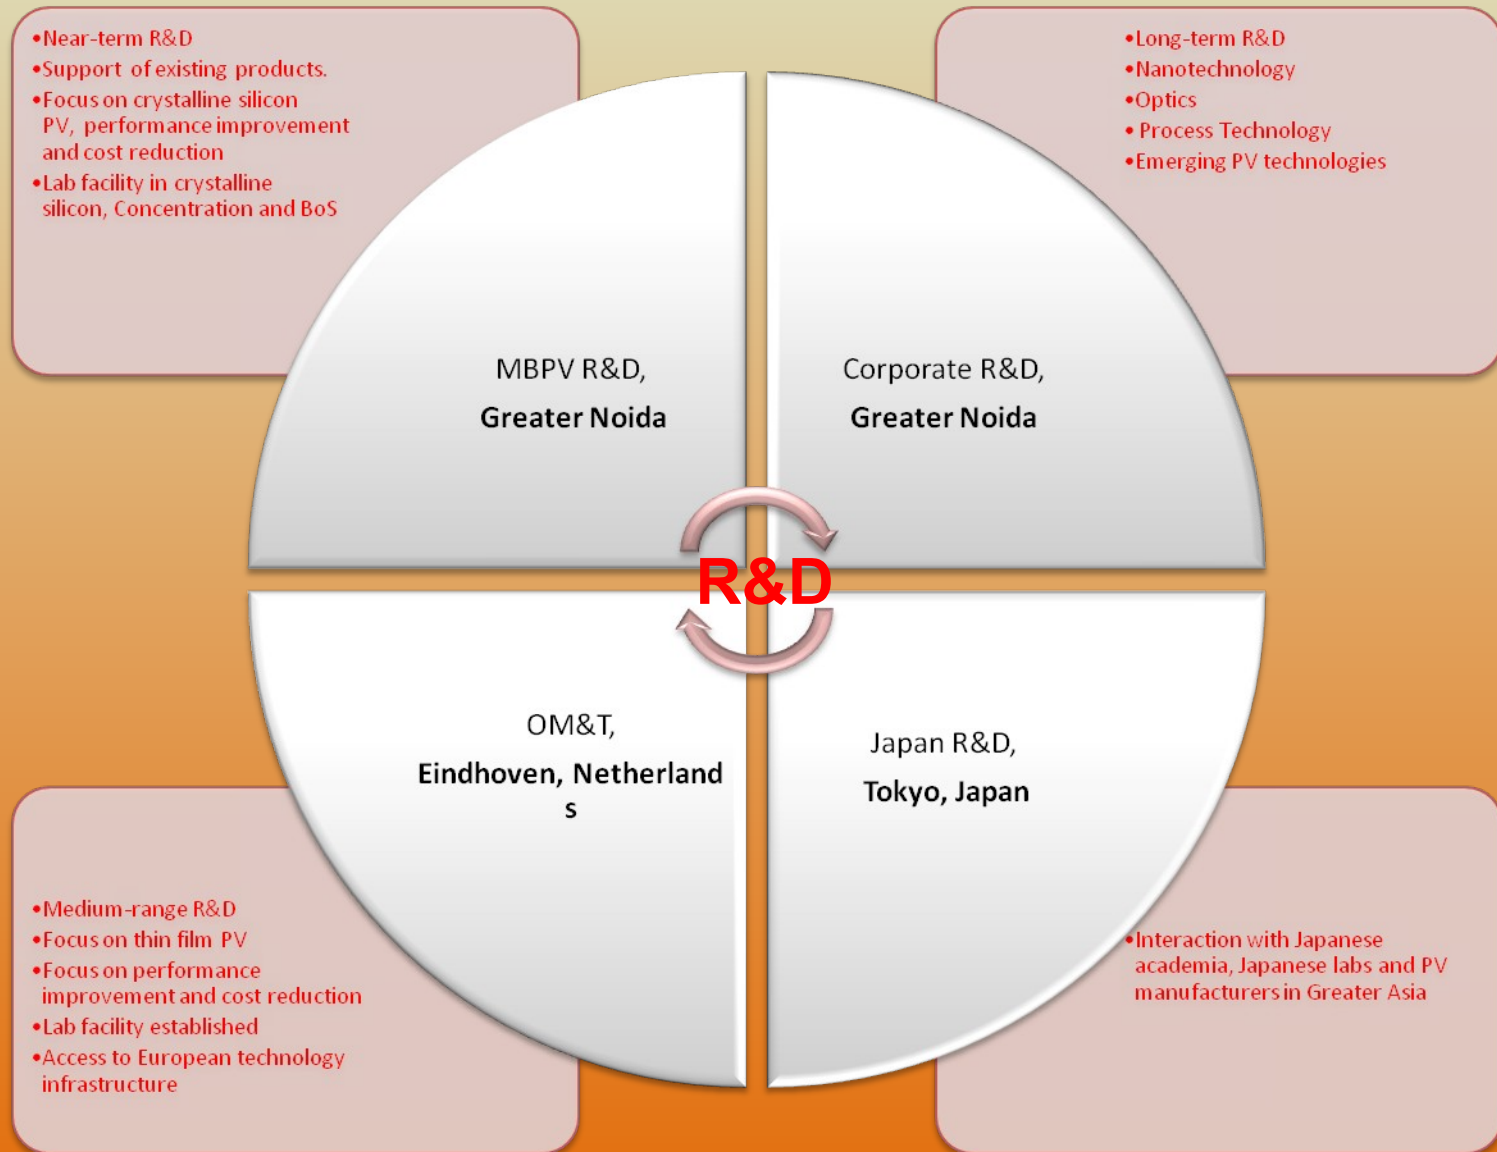 •Near-term R&D
•Support of existing products.
•Focus on crystalline silicon
PV, performance improvement
and cost reduction
•Lab facility in crystalline
silicon, Concentration and BoS
•Long-term R&D
•Nanotechnology
•Optics
• Process Technology
•Emerging PV technologies
MBPV R&D,
Greater Noida
Corporate R&D,
Greater Noida
R&D
OM&T,
Eindhoven, Netherland
s
Japan R&D,
Tokyo, Japan
•Medium-range R&D
•Focus on thin film PV
•Focus on performance
improvement and cost reduction
•Lab facility established
•Access to European technology
infrastructure
•Interaction with Japanese
academia, Japanese labs and PV
manufacturers in Greater Asia